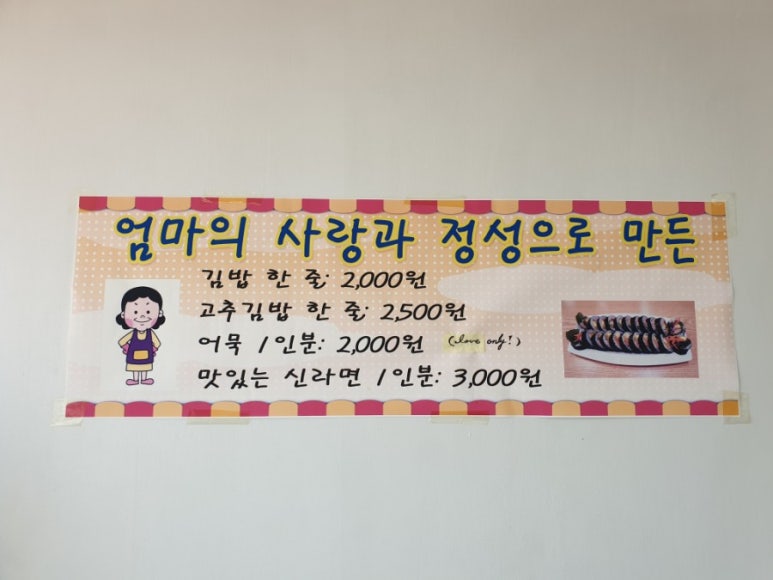 엄마의 사랑과 정성으로 만든
김밥 한 줄: 2,000원
고추김밥 한 줄: 2,500원
어묵 1인분: 2,000원 ( only!)
맛있는 신라면 1인분: 3,000원